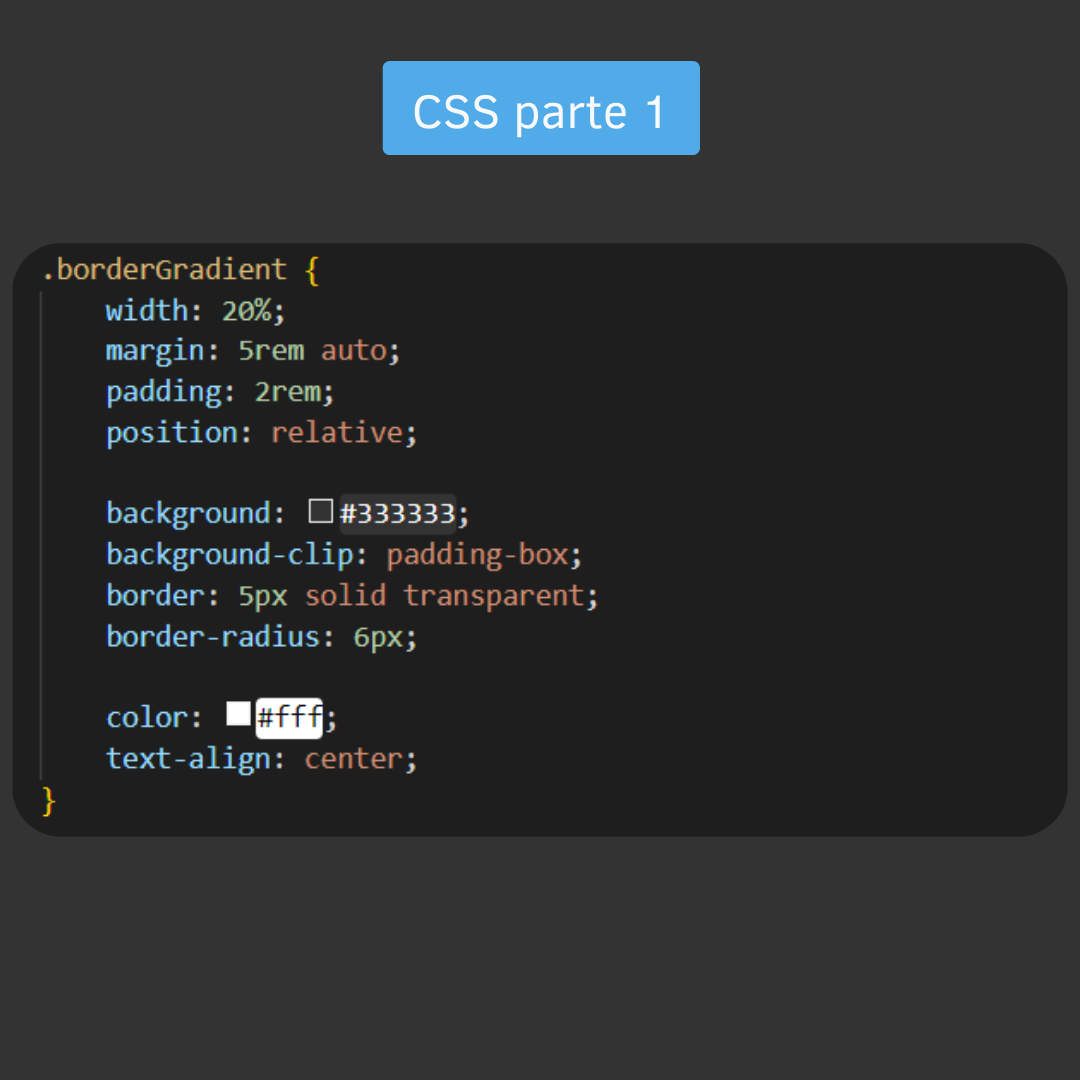 CSS parte 1
.borderGradient {
width: 20%;
margin: 5rem auto;
padding: 2rem;
position: relative;
background: #333333;
background-clip: padding-box;
border: 5px solid transparent;
border-radius: 6px;
color: #fff;
text-align: center;
}